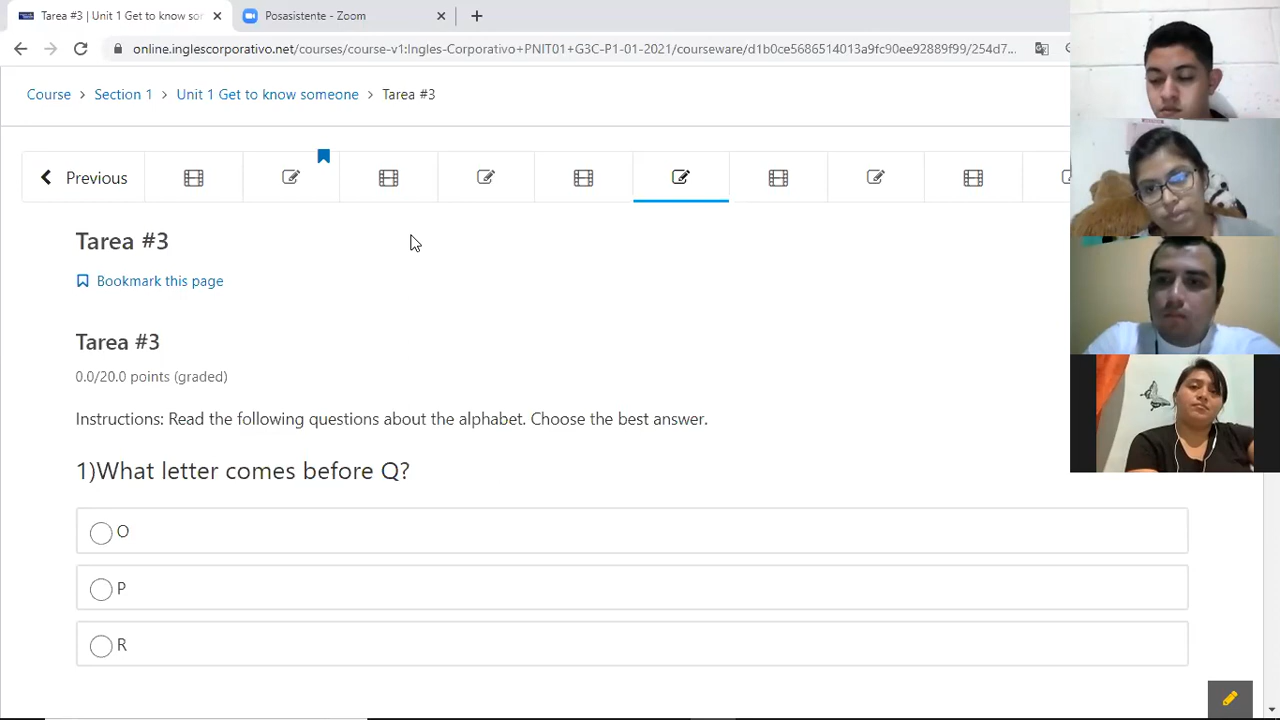 Tarea #3 | Unit 1 Get to know so
Posasistente - Zoom
online.inglescorporativo.net/courses/course-v1:Ingles-Corporativo+PNIT01+G3C-P1-01-2021/courseware/d1b0ce5686514013a9fc90ee92889f99/254d7...
Course > Section 1 > Unit 1 Get to know someone > Tarea #3
Previous
Tarea #3
Bookmark this page
Tarea #3
0.0/20.0 points (graded)
Instructions: Read the following questions about the alphabet. Choose the best answer.
1)What letter comes before Q?
O
P
R